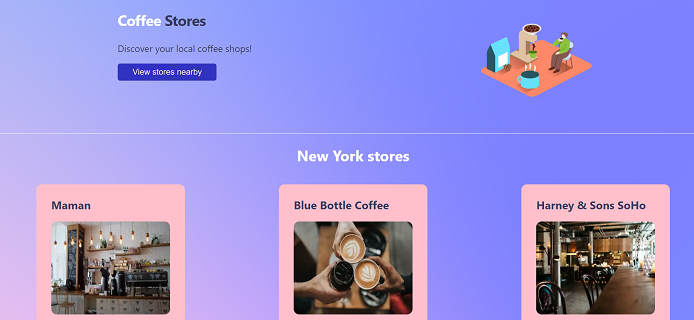 Coffee Stores
Discover your local coffee shops!
View stores nearby
New York stores
Maman
Blue Bottle Coffee
Harney & Sons SoHo